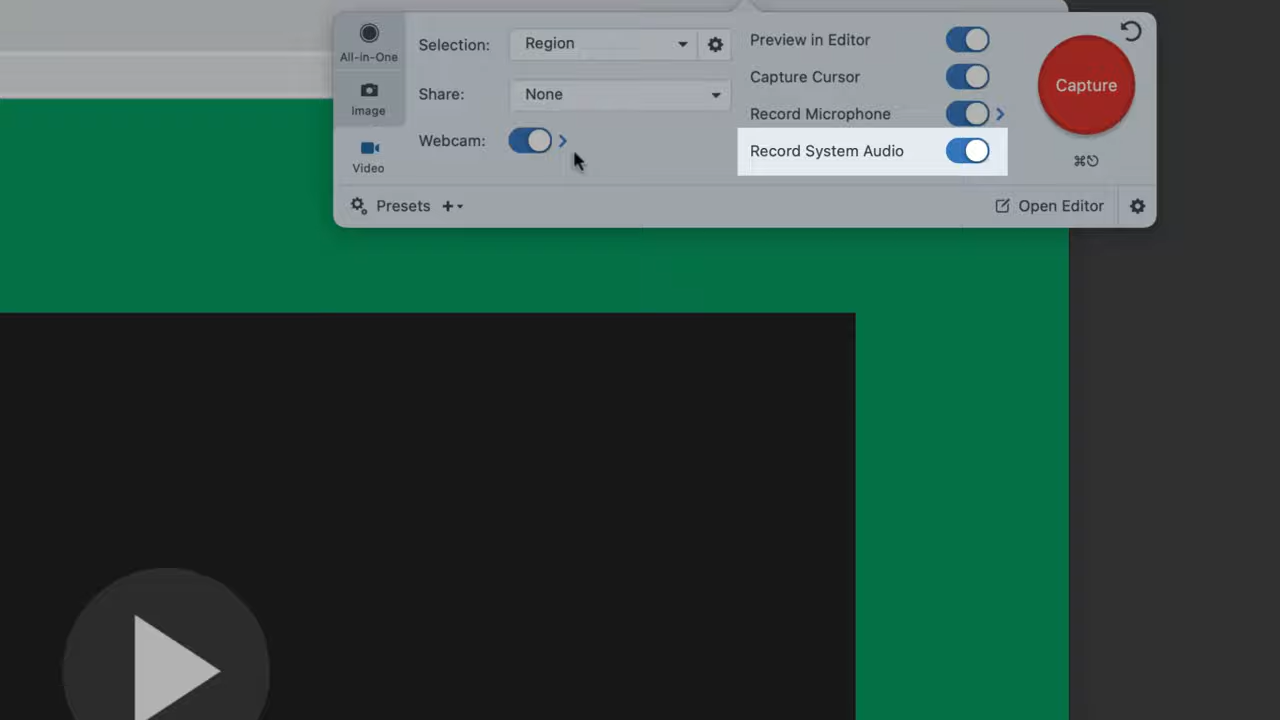 All-in-One
Image
Video
Selection: Region
Share: None
Webcam:
Preview in Editor
Capture Cursor
Record Microphone
Record System Audio
Capture
⌘⎋
Presets +
Open Editor